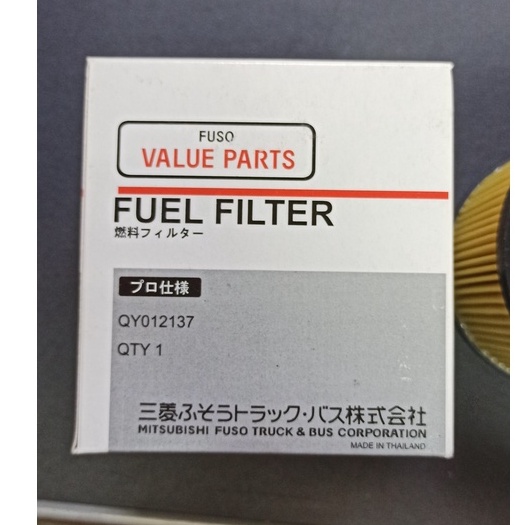 FUSO
VALUE PARTS
FUEL FILTER
燃料フィルター
プロ仕様
QY012137
QTY 1
三菱ふそうトラック・バス株式会社
MITSUBISHI FUSO TRUCK & BUS CORPORATION
MADE IN THAILAND